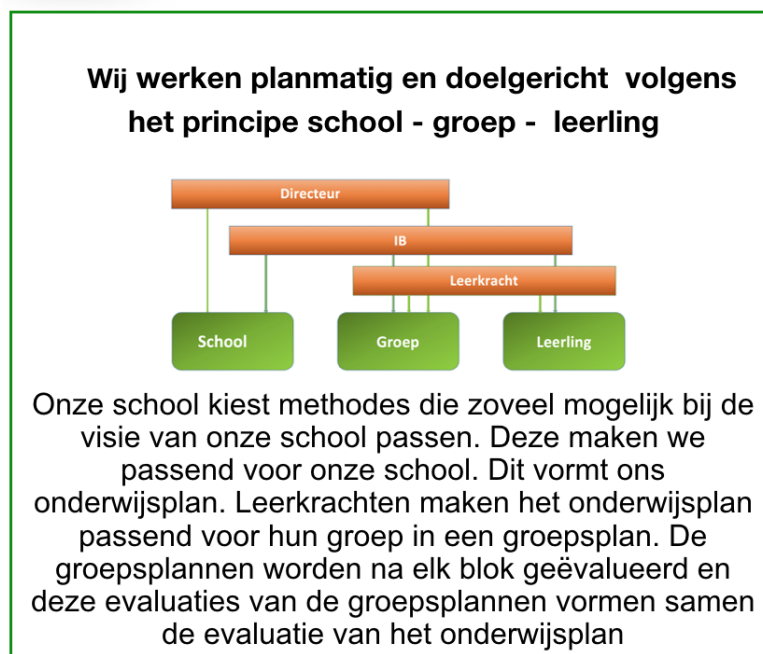 Wij werken planmatig en doelgericht volgens
het principe school - groep - leerling
Directeur
IB
Leerkracht
School
Groep
Leerling
Onze school kiest methodes die zoveel mogelijk bij de
visie van onze school passen. Deze maken we
passend voor onze school. Dit vormt ons
onderwijsplan. Leerkrachten maken het onderwijsplan
passend voor hun groep in een groepsplan. De
groepsplannen worden na elk blok geëvalueerd en
deze evaluaties van de groepsplannen vormen samen
de evaluatie van het onderwijsplan